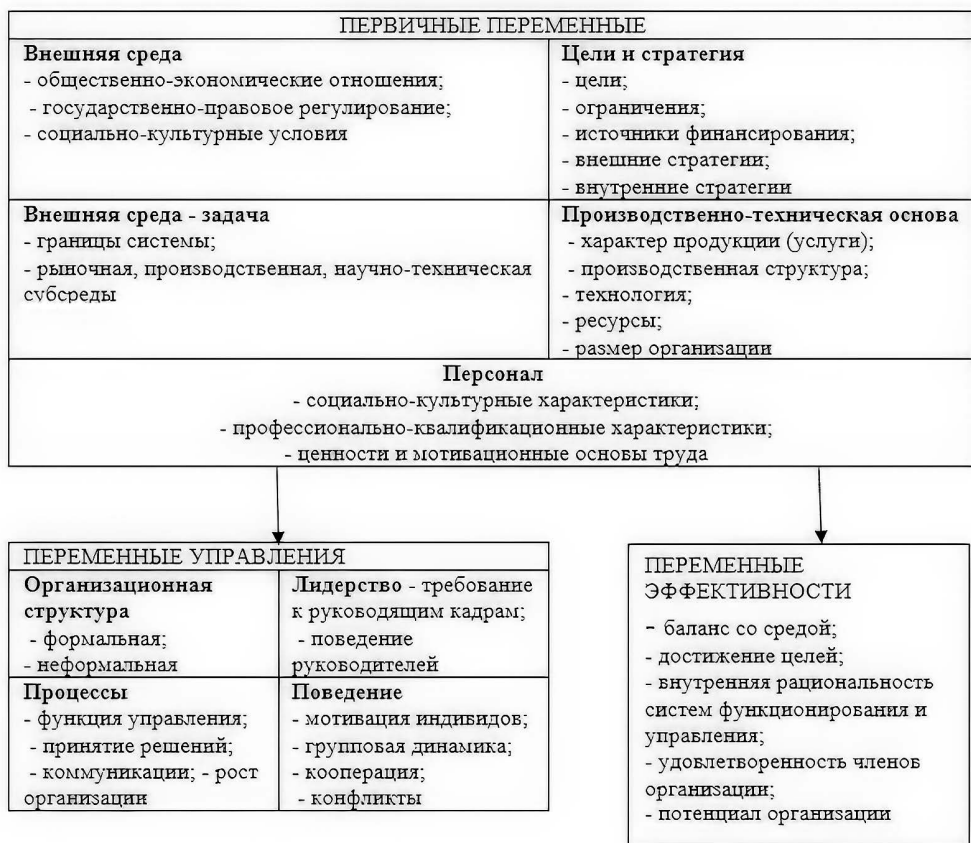 ПЕРВИЧНЫЕ ПЕРЕМЕННЫЕ
Внешняя среда
- общественно-экономические отношения;
- государственно-правовое регулирование;
- социально-культурные условия
Цели и стратегия
- цели;
- ограничения;
- источники финансирования;
- внешние стратегии;
- внутренние стратегии
Внешняя среда - задача
- границы системы;
- рыночная, производственная, научно-техническая
субсреды
Производственно-техническая основа
- характер продукции (услуги);
- производственная структура;
- технология;
- ресурсы;
- размер организации
Персонал
- социально-культурные характеристики;
- профессионально-квалификационные характеристики;
- ценности и мотивационные основы труда
ПЕРЕМЕННЫЕ УПРАВЛЕНИЯ
Организационная
структура
- формальная;
- неформальная
Лидерство - требование
к руководящим кадрам;
- поведение
руководителей
Процессы
- функция управления;
- принятие решений;
- коммуникации; - рост
организации
Поведение
- мотивация индивидов;
- групповая динамика;
- кооперация;
- конфликты
ПЕРЕМЕННЫЕ
ЭФФЕКТИВНОСТИ
- баланс со средой;
- достижение целей;
- внутренняя рациональность
систем функционирования и
управления;
- удовлетворенность членов
организации;
- потенциал организации